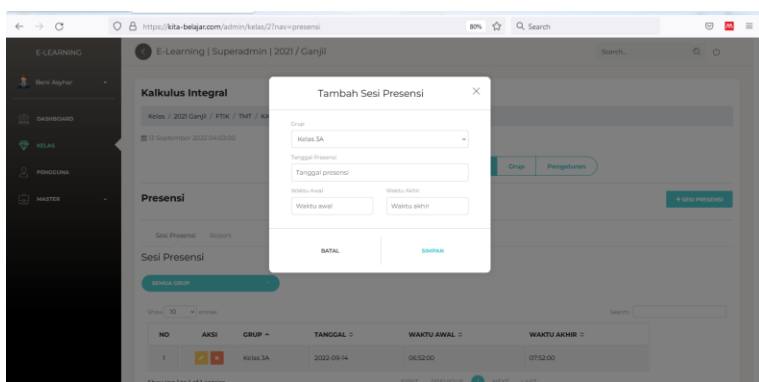 https://kita-belajar.com/admin/kelas/2?nav=presensi
80%
Search
E-LEARNING
E-Learning | Superadmin | 2021 / Ganjil
Search...
Beni Asyhar
Kalkulus Integral
Tambah Sesi Presensi
Kelas / 2021 Ganjil / FTIK / TMT /
DASHBOARD
Grup
Kelas 3A
13 September 2022 04:03:00
KELAS
Tanggal Presensi
Tanggal presensi
Grup
Pengaturan
PENGGUNA
Waktu Awal
Waktu Akhir
MASTER
Presensi
Waktu awal
Waktu akhir
+ SESI PRESENSI
Sesi Presensi
Report
BATAL
SIMPAN
Sesi Presensi
SEMUA GRUP
Show 10 entries
Search:
NO AKSI GRUP TANGGAL WAKTU AWAL WAKTU AKHIR
1 Kelas 3A 2022-09-14 06:52:00 07:52:00